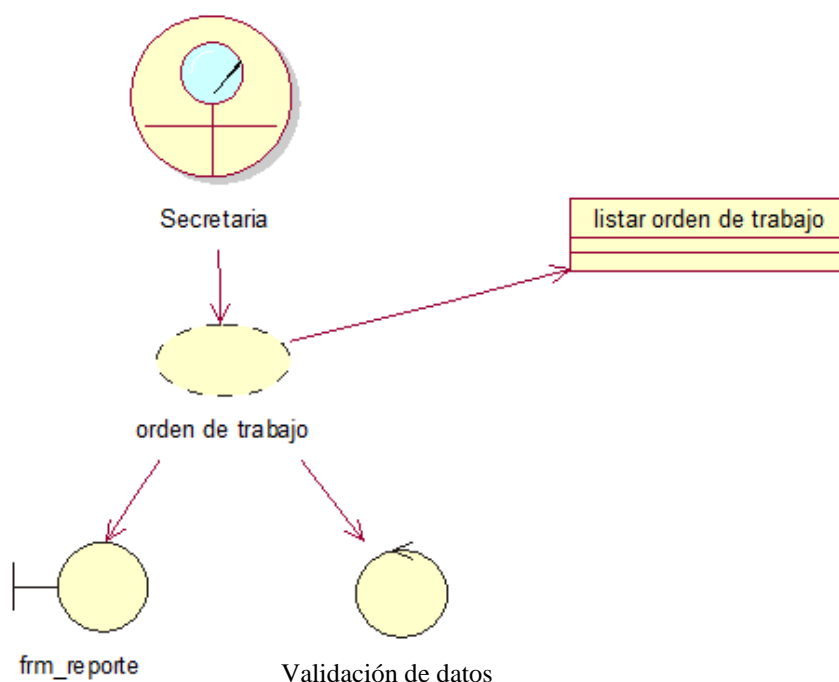 Secretaria
listar orden de trabajo
orden de trabajo
frm_reporte
Validación de datos